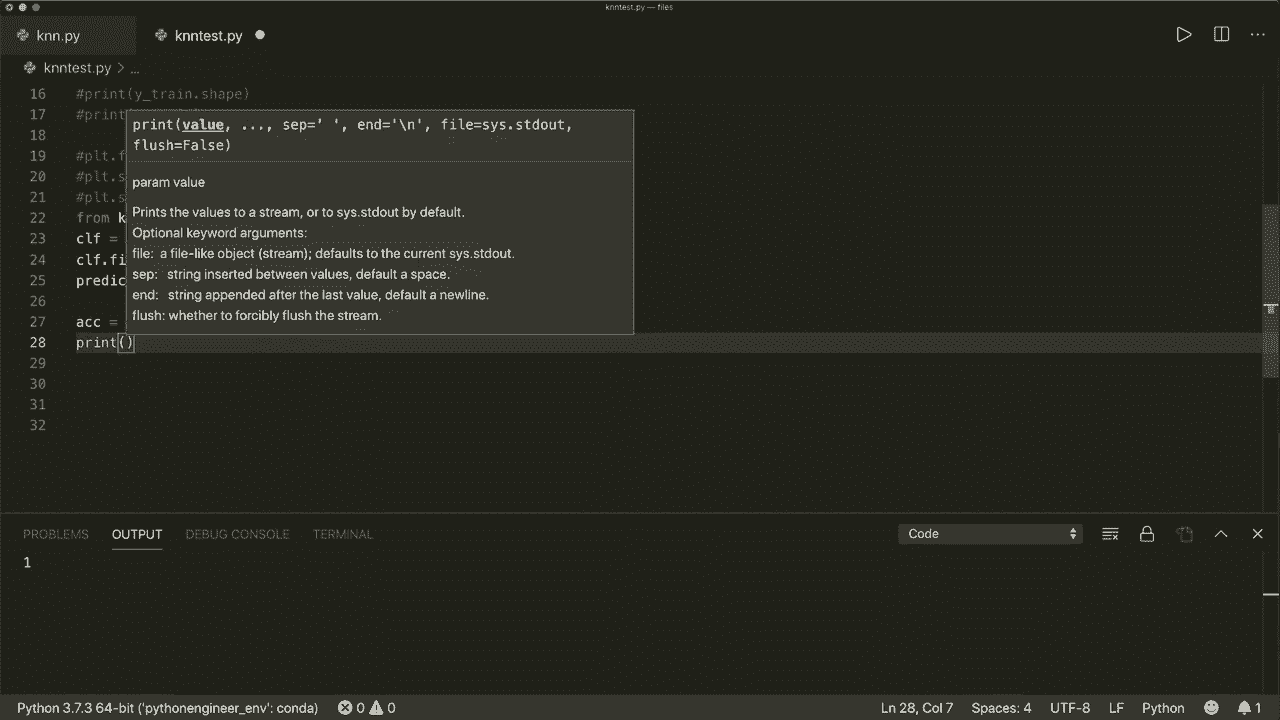 knntest.py — files
knn.py
knntest.py
knntest.py > ...
16 #print(y_train.shape)
17 #print
print(value, ..., sep=' ', end='\n', file=sys.stdout,
18 flush=False)
19 #plt.f
20 #plt.s
param value
21 #plt.s
Prints the values to a stream, or to sys.stdout by default.
22 from k
Optional keyword arguments:
23 clf =
file: a file-like object (stream); defaults to the current sys.stdout.
24 clf.fi
sep: string inserted between values, default a space.
25 predic
end: string appended after the last value, default a newline.
26
flush: whether to forcibly flush the stream.
27 acc =
28 print()
29
30
31
32
PROBLEMS OUTPUT DEBUG CONSOLE TERMINAL Code
1
Python 3.7.3 64-bit ('pythonengineer_env': conda) 0 0 Ln 28, Col 7 Spaces: 4 UTF-8 LF Python 1